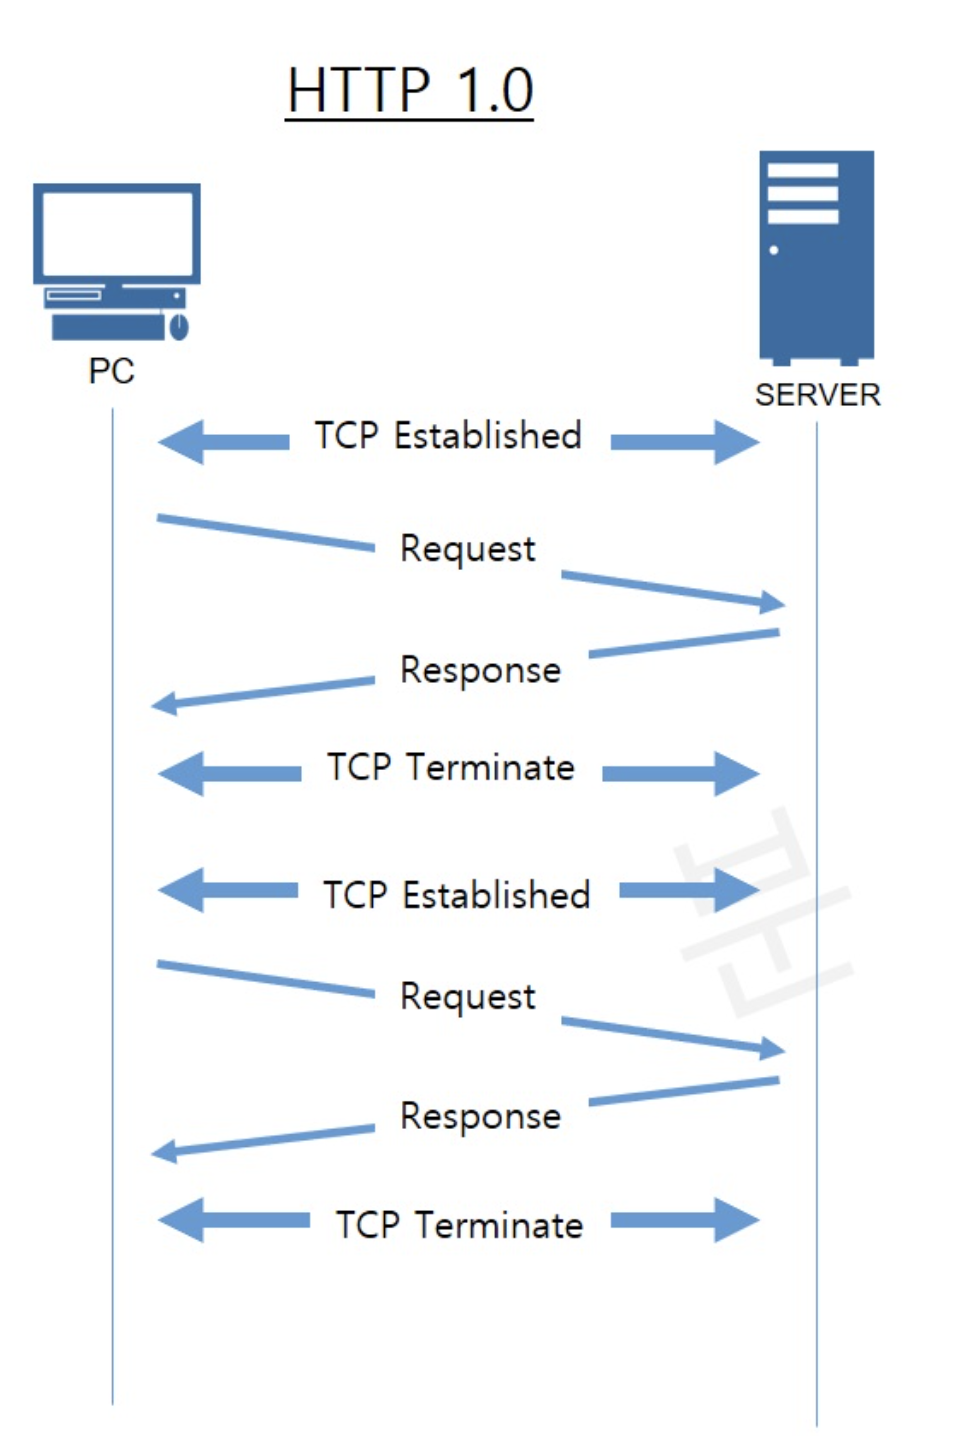 HTTP 1.0
PC
SERVER
TCP Established
Request
Response
TCP Terminate
TCP Established
Request
Response
TCP Terminate